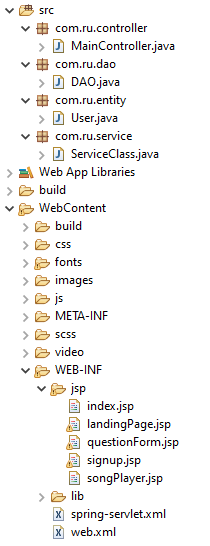 src
com.ru.controller
MainController.java
com.ru.dao
DAO.java
com.ru.entity
User.java
com.ru.service
ServiceClass.java
Web App Libraries
build
WebContent
build
css
fonts
images
js
META-INF
scss
video
WEB-INF
jsp
index.jsp
landingPage.jsp
questionForm.jsp
signup.jsp
songPlayer.jsp
lib
spring-servlet.xml
web.xml